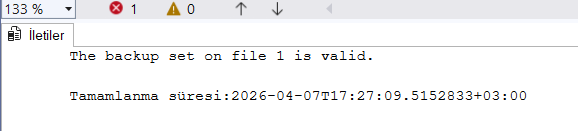 133 %
1
0
İletiler
The backup set on file 1 is valid.
Tamamlanma süresi:2026-04-07T17:27:09.5152833+03:00